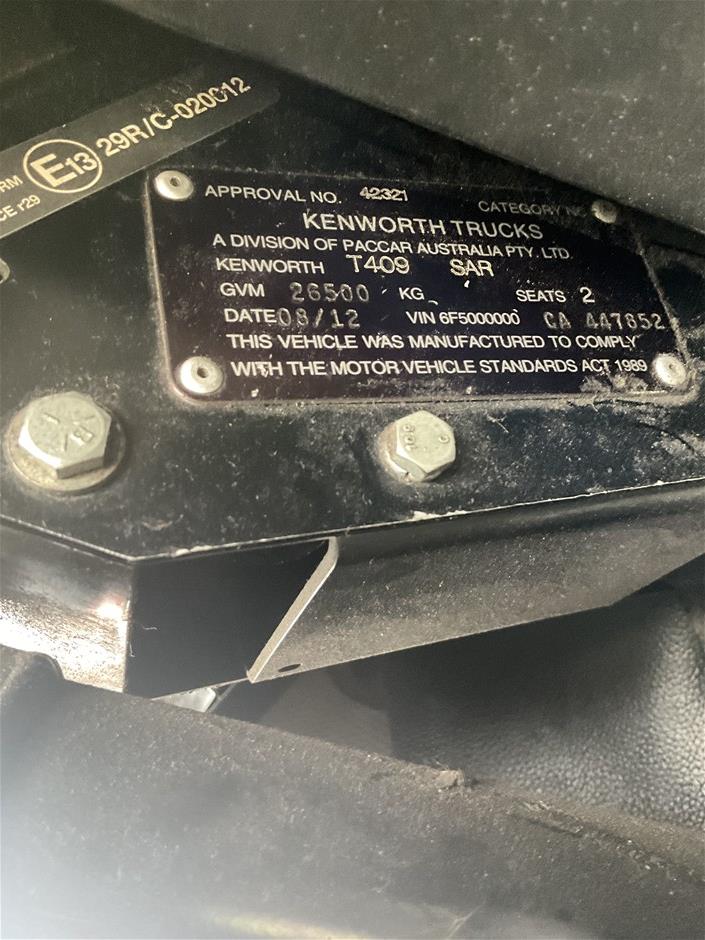 E13 29R/C-020012
APPROVAL NO. 42321 CATEGORY
KENWORTH TRUCKS
A DIVISION OF PACCAR AUSTRALIA PTY. LTD.
KENWORTH T409 SAR
GVM 26500 KG SEATS 2
DATE 08/12 VIN 6F5000000 CA 447852
THIS VEHICLE WAS MANUFACTURED TO COMPLY
WITH THE MOTOR VEHICLE STANDARDS ACT 1989